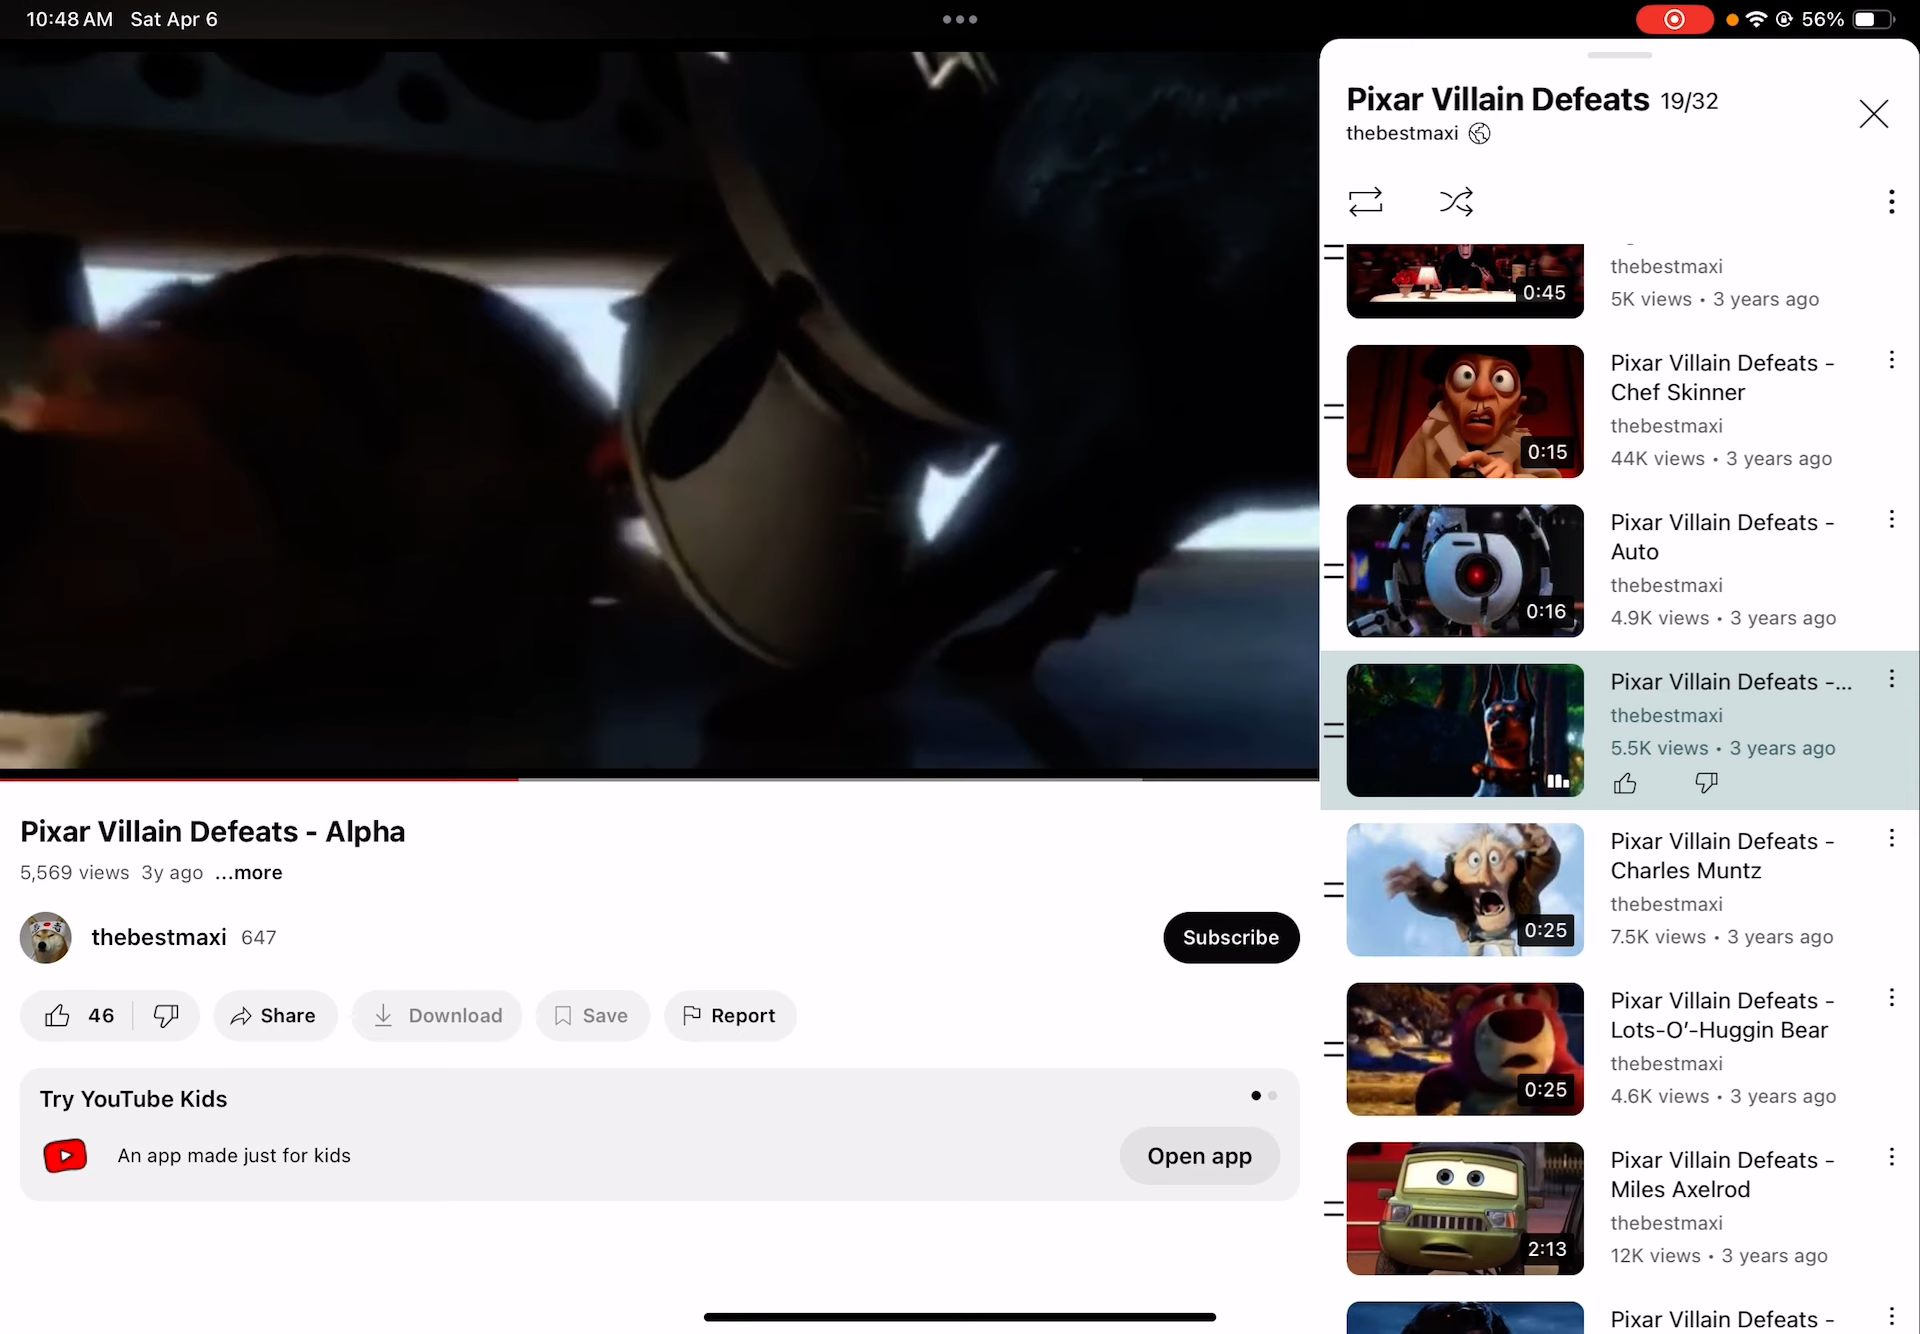 10:48 AM Sat Apr 6
56%
Pixar Villain Defeats 19/32
thebestmaxi
0:45
thebestmaxi
5K views • 3 years ago
0:15
Pixar Villain Defeats -
Chef Skinner
thebestmaxi
44K views • 3 years ago
0:16
Pixar Villain Defeats -
Auto
thebestmaxi
4.9K views • 3 years ago
Pixar Villain Defeats -...
thebestmaxi
5.5K views • 3 years ago
0:25
Pixar Villain Defeats -
Charles Muntz
thebestmaxi
7.5K views • 3 years ago
0:25
Pixar Villain Defeats -
Lots-O'-Huggin Bear
thebestmaxi
4.6K views • 3 years ago
2:13
Pixar Villain Defeats -
Miles Axelrod
thebestmaxi
12K views • 3 years ago
Pixar Villain Defeats -
Pixar Villain Defeats - Alpha
5,569 views 3y ago ...more
thebestmaxi 647
Subscribe
46
Share
Download
Save
Report
Try YouTube Kids
An app made just for kids
Open app